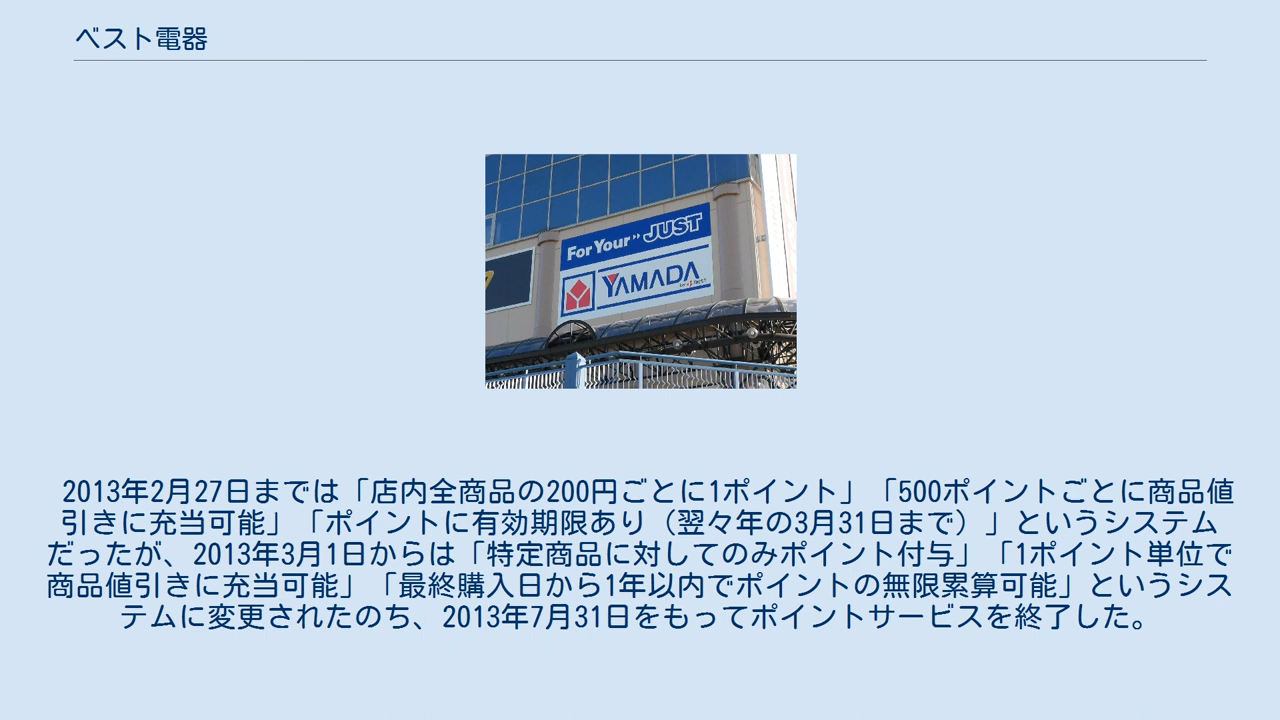 ベスト電器
For Your JUST
YAMADA
2013年2月27日までは「店内全商品の200円ごとに1ポイント」「500ポイントごとに商品値
引きに充当可能」「ポイントに有効期限あり（翌々年の3月31日まで）」というシステム
だったが、2013年3月1日からは「特定商品に対してのみポイント付与」「1ポイント単位で
商品値引きに充当可能」「最終購入日から1年以内でポイントの無限累算可能」というシス
テムに変更されたのち、2013年7月31日をもってポイントサービスを終了した。